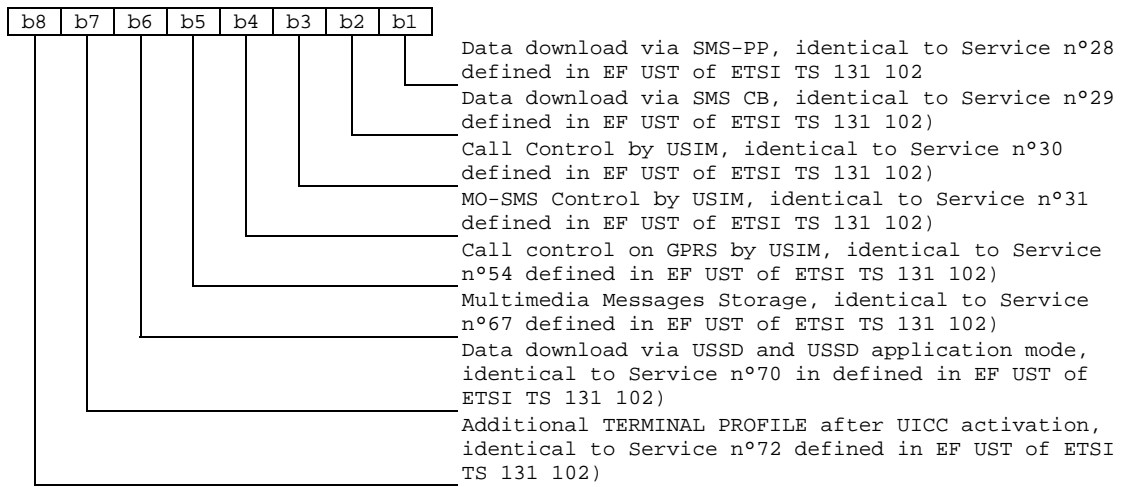 b8 b7 b6 b5 b4 b3 b2 b1
Data download via SMS-PP, identical to Service n°28
defined in EF UST of ETSI TS 131 102
Data download via SMS CB, identical to Service n°29
defined in EF UST of ETSI TS 131 102)
Call Control by USIM, identical to Service n°30
defined in EF UST of ETSI TS 131 102)
MO-SMS Control by USIM, identical to Service n°31
defined in EF UST of ETSI TS 131 102)
Call control on GPRS by USIM, identical to Service
n°54 defined in EF UST of ETSI TS 131 102)
Multimedia Messages Storage, identical to Service
n°67 defined in EF UST of ETSI TS 131 102)
Data download via USSD and USSD application mode,
identical to Service n°70 in defined in EF UST of
ETSI TS 131 102)
Additional TERMINAL PROFILE after UICC activation,
identical to Service n°72 defined in EF UST of ETSI
TS 131 102)